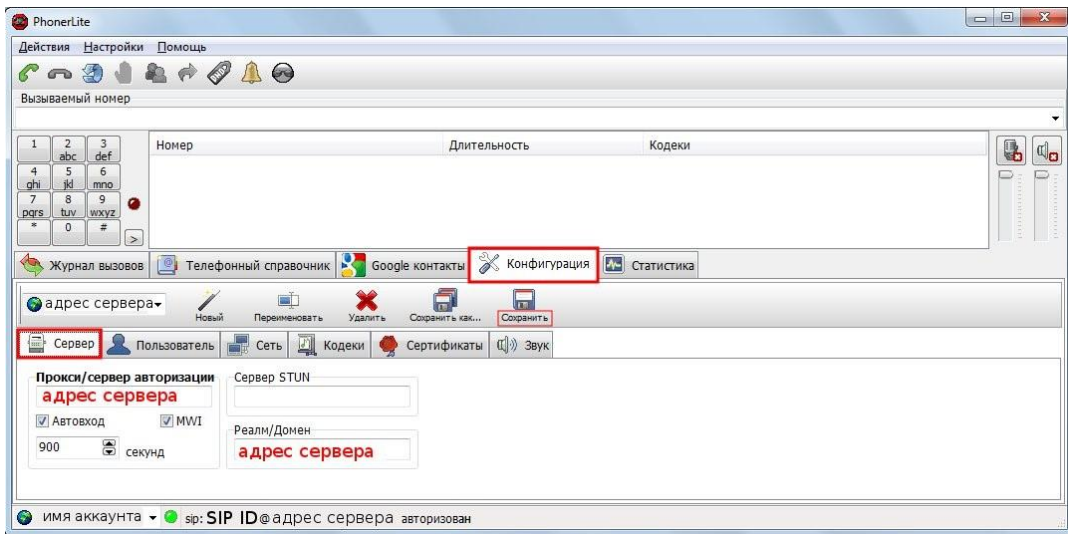 PhonerLite
Действия Настройки Помощь
Вызываемый номер
1 2 abc 3 def
4 ghi 5 jkl 6 mno
7 pqrs 8 tuv 9 wxyz
* 0 #
>
Номер Длительность Кодеки
Журнал вызовов Телефонный справочник Google контакты Конфигурация Статистика
адрес сервера Новый Переименовать Удалить Сохранить как... Сохранить
Сервер Пользователь Сеть Кодеки Сертификаты Звук
Прокси/сервер авторизации Сервер STUN
адрес сервера
Автовход MWI
Реалм/Домен
900 секунд адрес сервера
имя аккаунта sip: SIP ID@адрес сервера авторизован